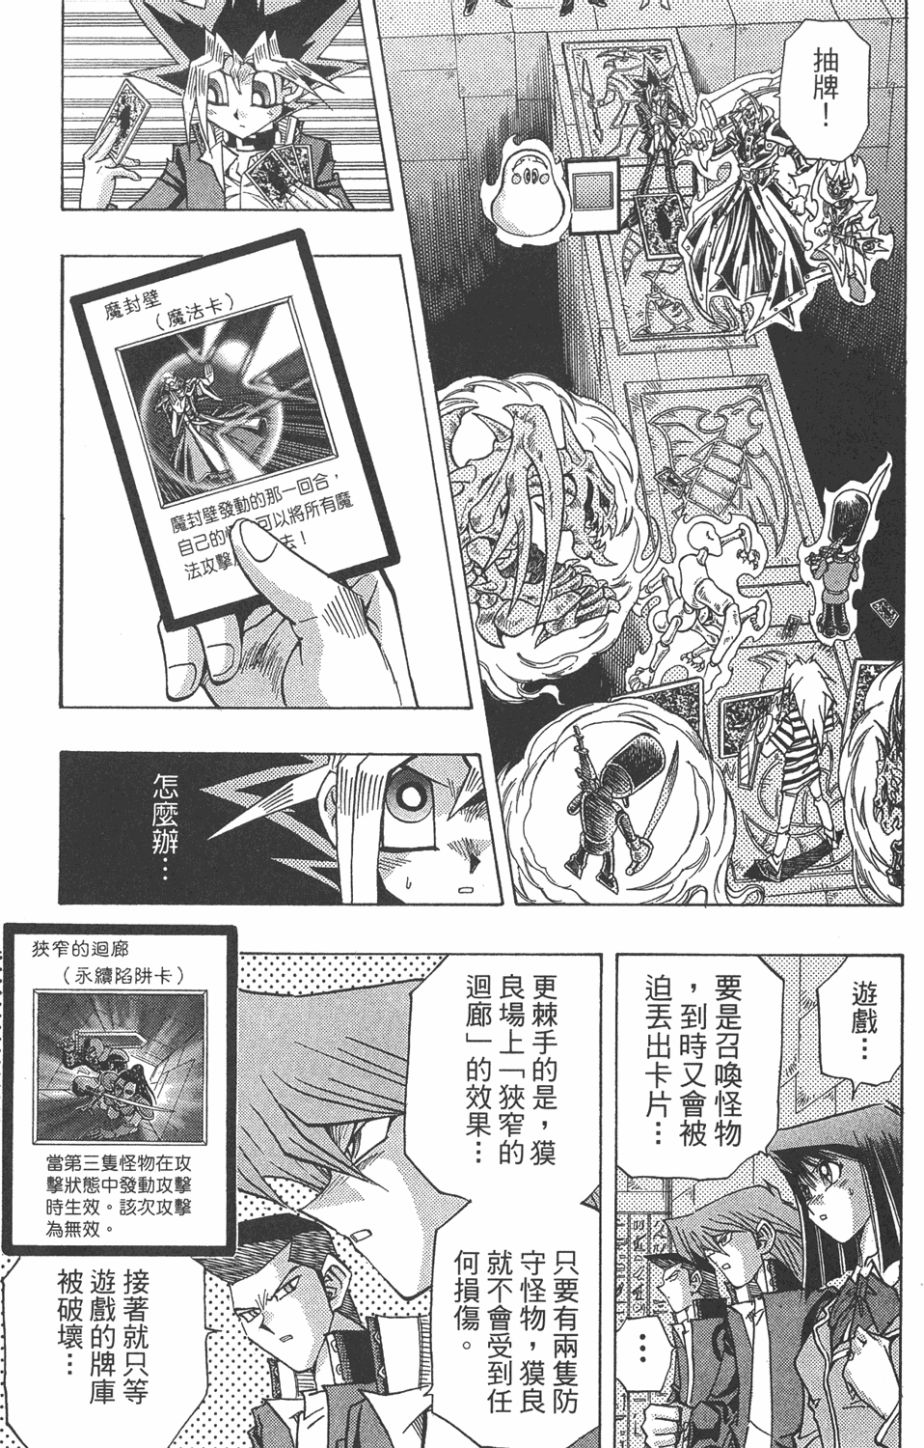 抽牌！
魔封壁
（魔法卡）
魔封壁發動的那一回合，
自己的
可以將所有魔
法攻擊
去！
怎麼辦…
遊戲…
要是召喚怪物
，到時又會被
迫丟出卡片…
…
更棘手的是，獏
良場上「狹窄的
迴廊」的效果…
只要有兩隻防
守怪物，獏良
就不會受到任
何損傷。
狹窄的迴廊
（永續陷阱卡）
當第三隻怪物在攻
擊狀態中發動攻擊
時生效。該次攻擊
為無效。
接著就只等
遊戲的牌庫
被破壞…